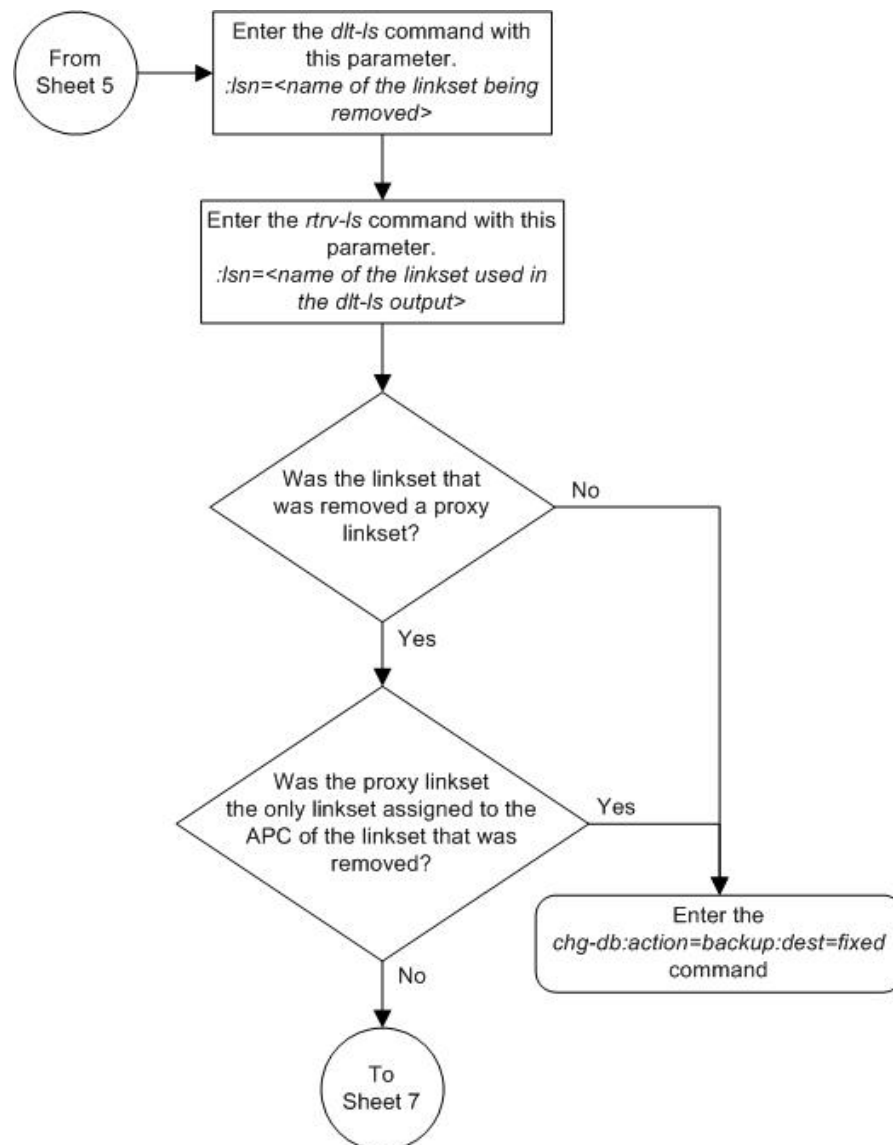 From
Sheet 5
Enter the dlt-ls command with
this parameter.
:lsn=<name of the linkset being
removed>
Enter the rtrv-ls command with this
parameter.
:lsn=<name of the linkset used in
the dlt-ls output>
Was the linkset that
was removed a proxy
linkset?
No
Yes
Was the proxy linkset
the only linkset assigned to the
APC of the linkset that was
removed?
Yes
Enter the
chg-db:action=backup:dest=fixed
command
No
To
Sheet 7